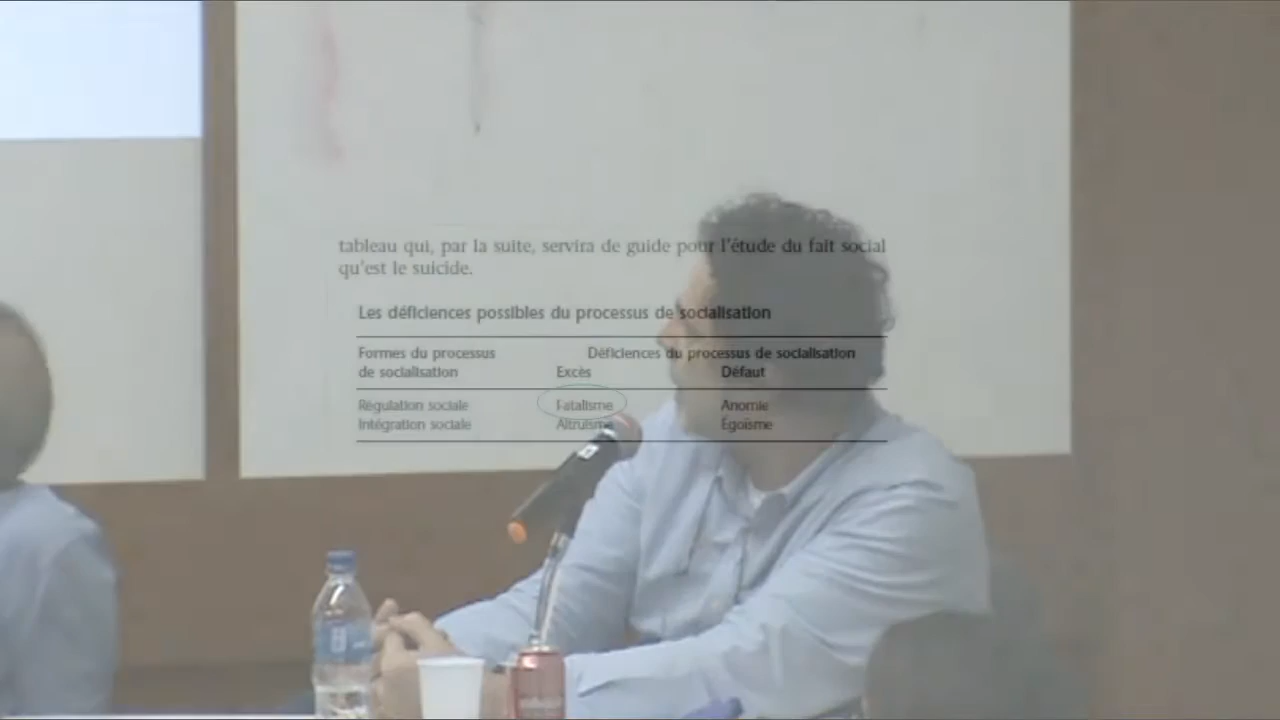 tableau qui, par la suite, servira de guide pour l'étude du fait social
qu'est le suicide.
Les déficiences possibles du processus de socialisation
Formes du processus Déficiences du processus de socialisation
de socialisation Excès Défaut
Régulation sociale Fatalisme Anomie
Intégration sociale Altruisme Égoïsme